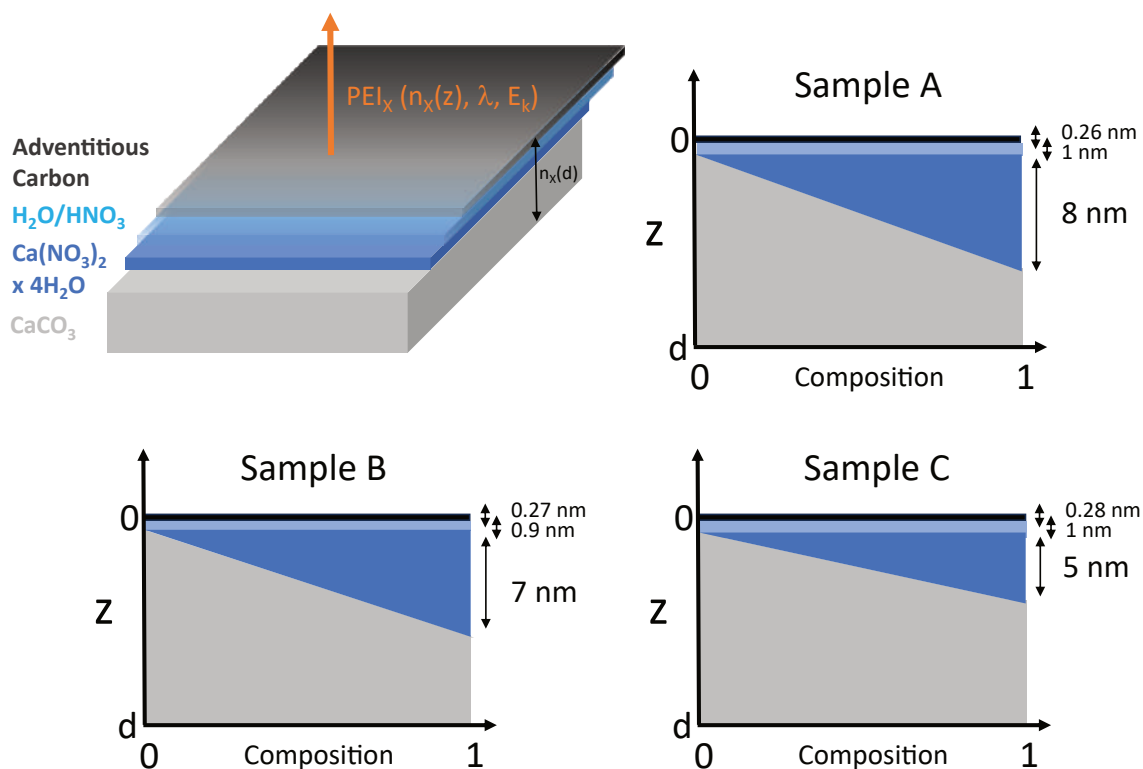 PEIₓ (nₓ(z), λ, Eₖ)
Adventitious
Carbon
H₂O/HNO₃
Ca(NO₃)₂
x 4H₂O
CaCO₃
nₓ(d)
Sample A
0
0.26 nm
1 nm
8 nm
Z
d
0
Composition
1
Sample B
0
0.27 nm
0.9 nm
7 nm
Z
d
0
Composition
1
Sample C
0
0.28 nm
1 nm
5 nm
Z
d
0
Composition
1